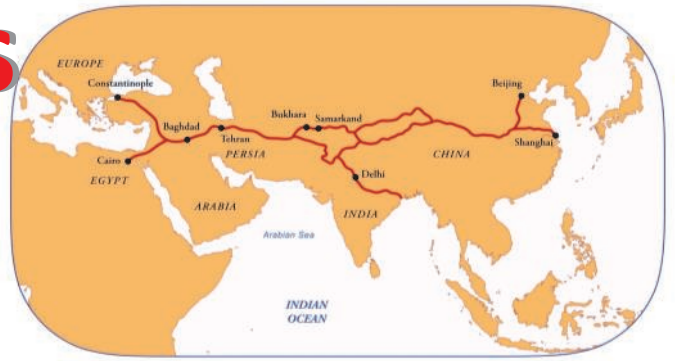 S
EUROPE
Constantinople
Beijing
Bukhara Samarkand
Baghdad
Tehran
Shanghai
PERSIA
CHINA
Cairo
EGYPT
Delhi
ARABIA
INDIA
Arabian Sea
INDIAN
OCEAN